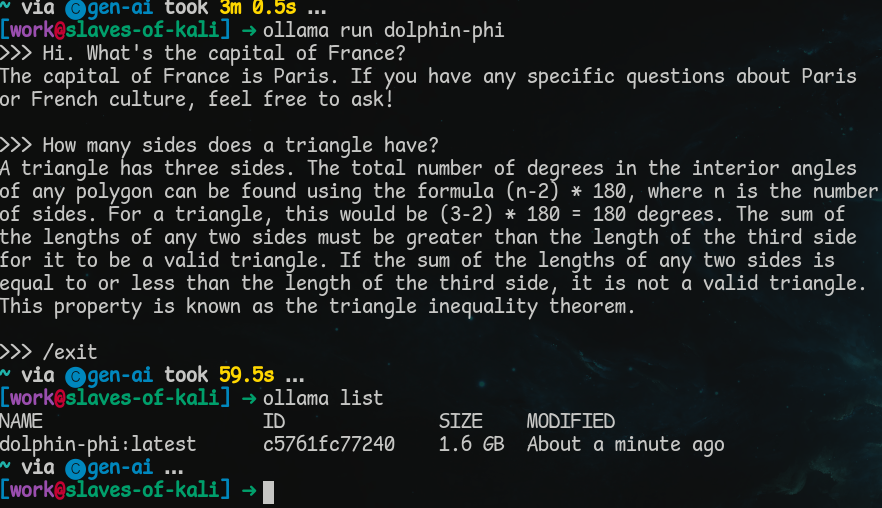 ~ via Ⓒgen-ai took 3m 0.5s ...
[work@slaves-of-kali] → ollama run dolphin-phi
>>> Hi. What's the capital of France?
The capital of France is Paris. If you have any specific questions about Paris
or French culture, feel free to ask!
>>> How many sides does a triangle have?
A triangle has three sides. The total number of degrees in the interior angles
of any polygon can be found using the formula (n-2) * 180, where n is the number
of sides. For a triangle, this would be (3-2) * 180 = 180 degrees. The sum of
the lengths of any two sides must be greater than the length of the third side
for it to be a valid triangle. If the sum of the lengths of any two sides is
equal to or less than the length of the third side, it is not a valid triangle.
This property is known as the triangle inequality theorem.
>>> /exit
~ via Ⓒgen-ai took 59.5s ...
[work@slaves-of-kali] → ollama list
NAME ID SIZE MODIFIED
dolphin-phi:latest c5761fc77240 1.6 GB About a minute ago
~ via Ⓒgen-ai ...
[work@slaves-of-kali] →